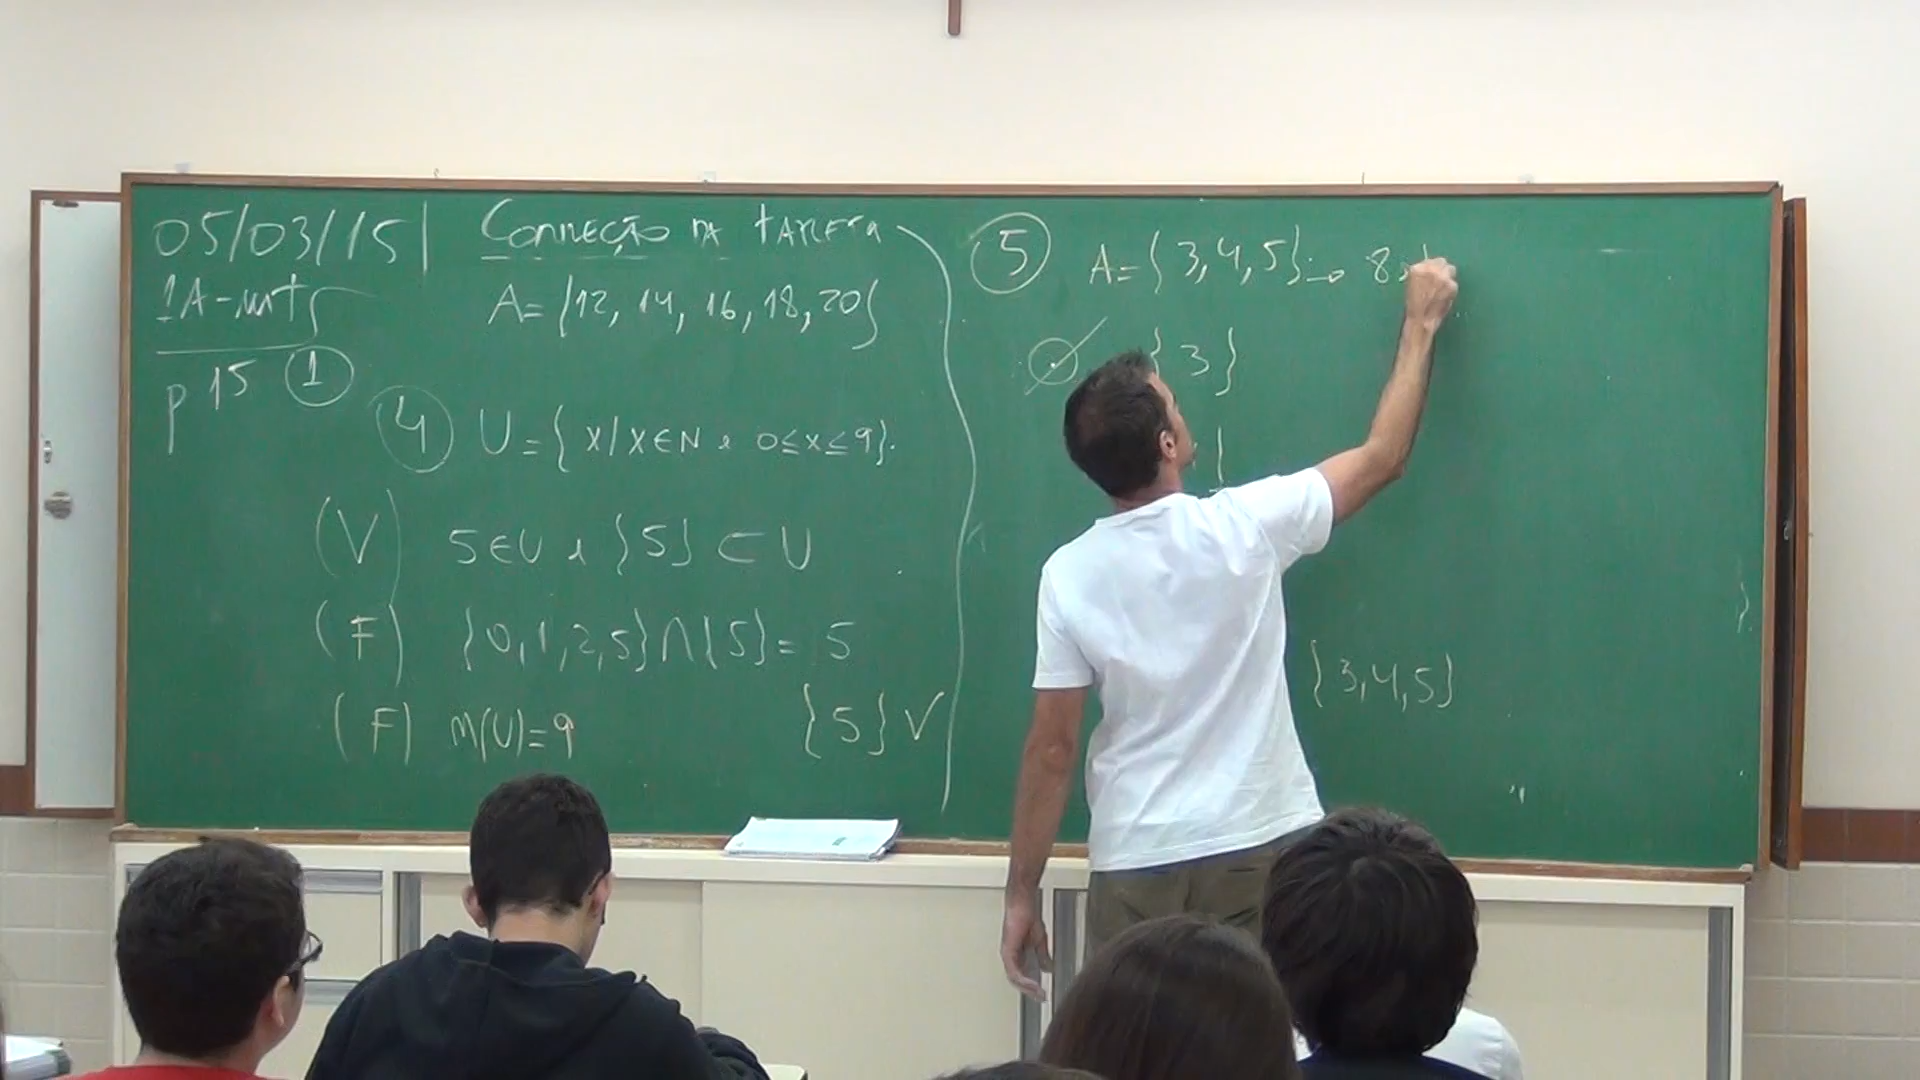 05/03/15
Correção da tarefa
1A-mat
A={12, 14, 16, 18, 20}
p 15 ①
④ U={x/x∈N e 0≤x≤9}.
(V) 5∈U e {5} ⊂ U
(F) {0,1,2,5}∩{5}= 5
{5} V
(F) n(U)=9
⑤ A={3,4,5}→ 8
∅ {3}
{3,4,5}